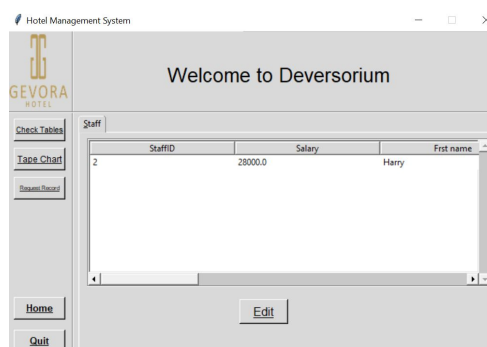 Hotel Management System
GEVORA
HOTEL
Welcome to Deversorium
Check Tables
Tape Chart
Request Record
Home
Quit
Staff
StaffID Salary Frst name
2 28000.0 Harry
Edit